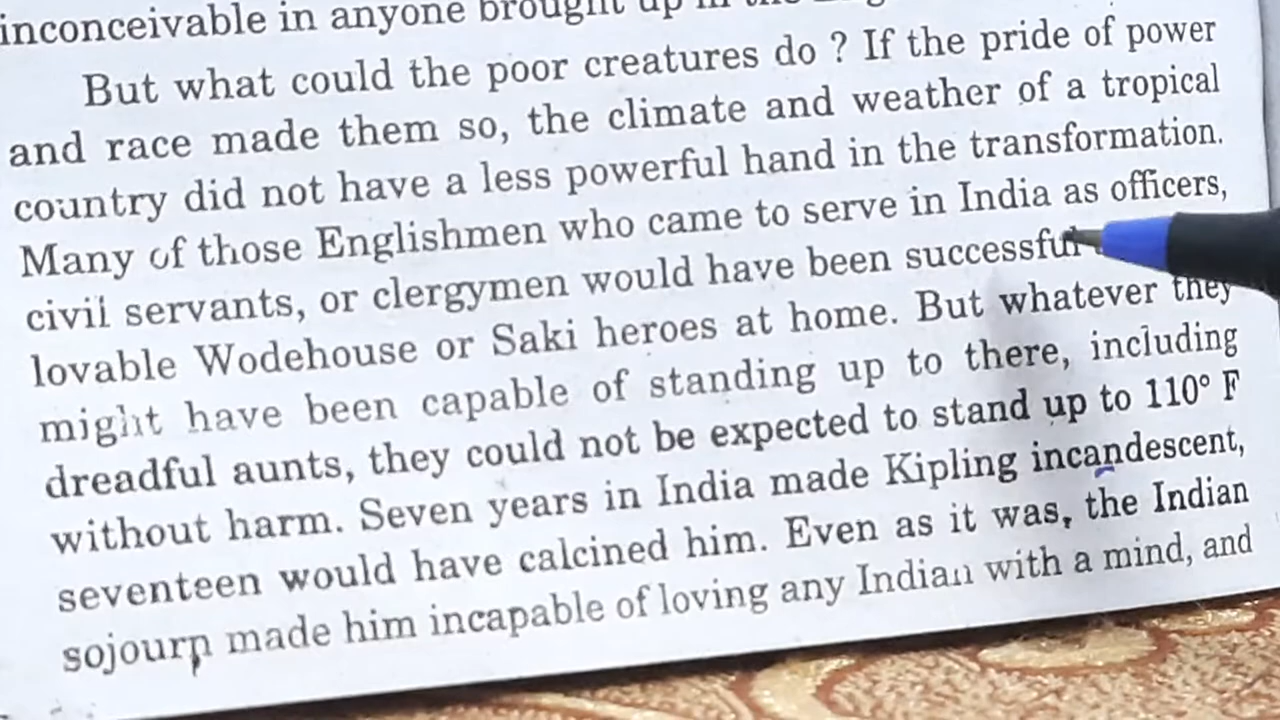 inconceivable in anyone brought up in the
But what could the poor creatures do ? If the pride of power
and race made them so, the climate and weather of a tropical
country did not have a less powerful hand in the transformation.
Many of those Englishmen who came to serve in India as officers,
civil servants, or clergymen would have been successful
lovable Wodehouse or Saki heroes at home. But whatever they
might have been capable of standing up to there, including
dreadful aunts, they could not be expected to stand up to 110° F
without harm. Seven years in India made Kipling incandescent,
seventeen would have calcined him. Even as it was, the Indian
sojourn made him incapable of loving any Indian with a mind, and